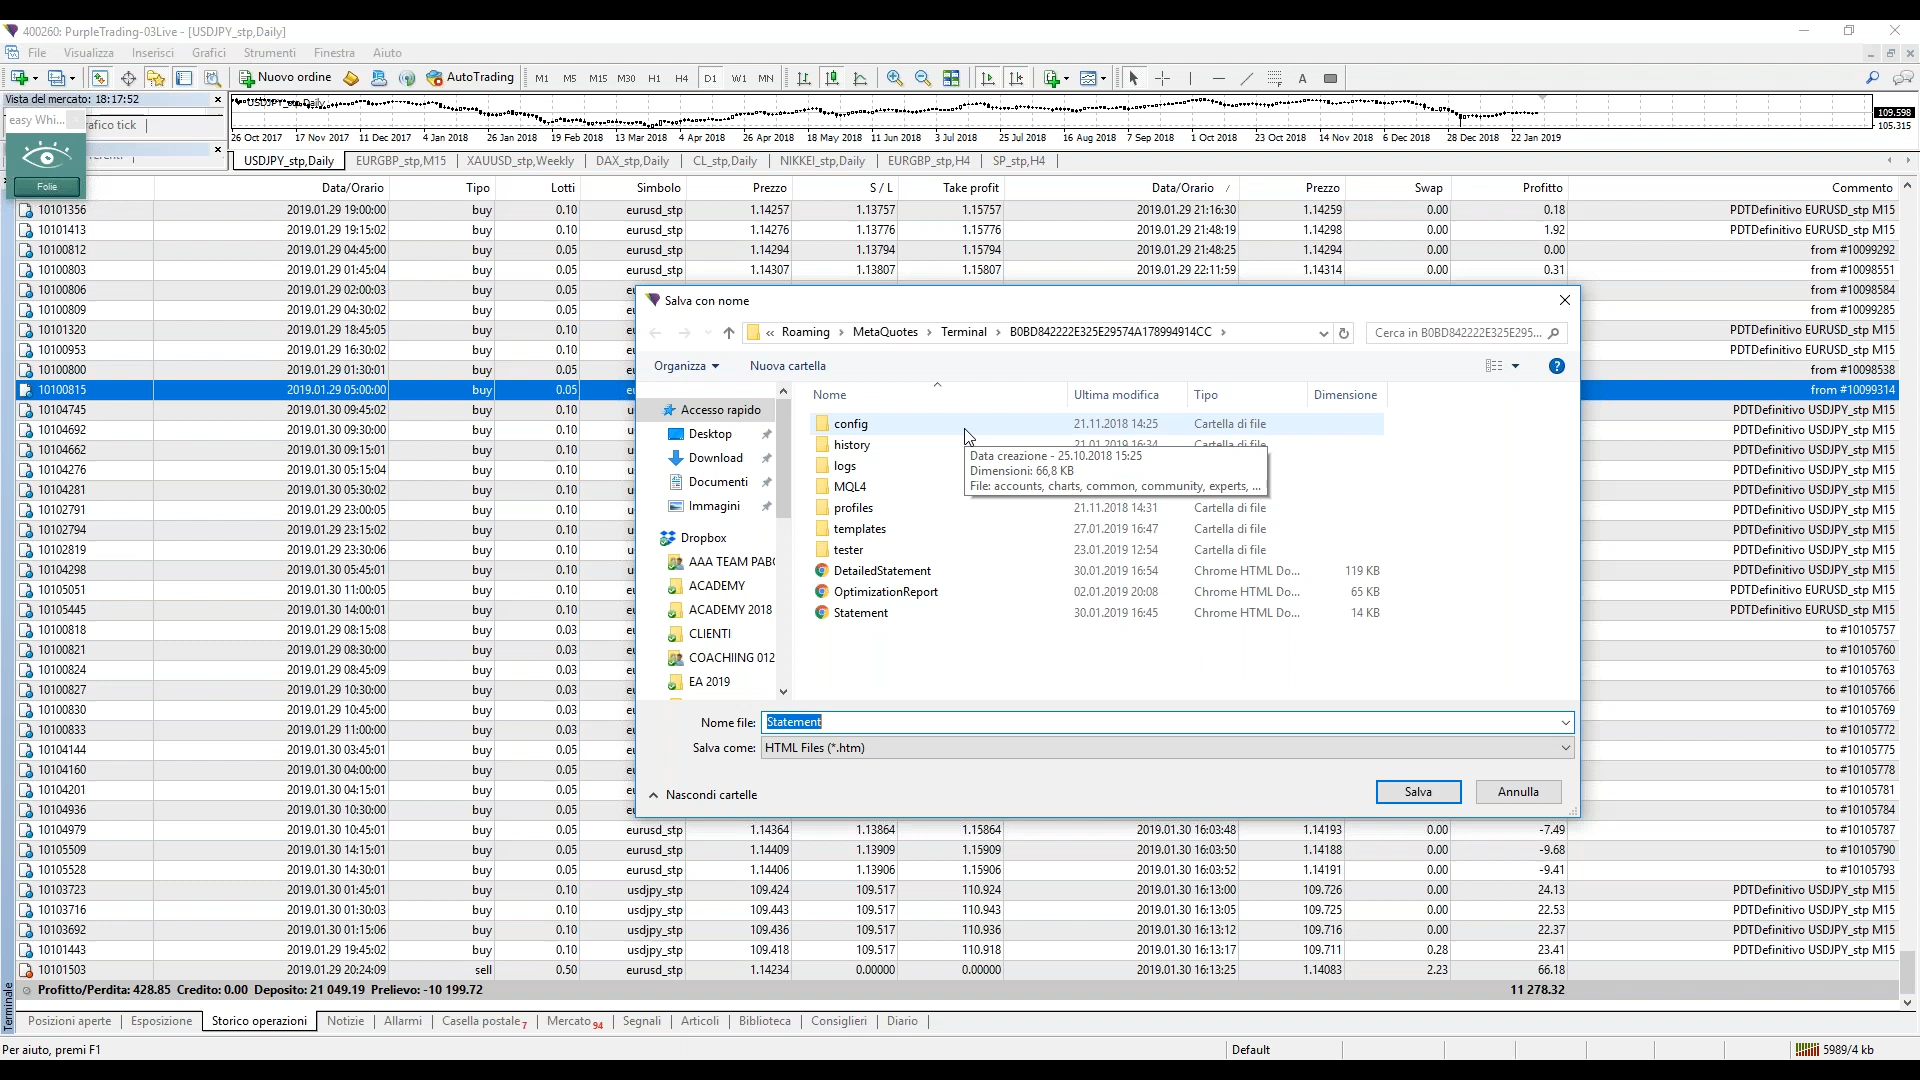 400260: PurpleTrading-03Live - [USDJPY_stp,Daily]
File Visualizza Inserisci Grafici Strumenti Finestra Aiuto
Nuovo ordine AutoTrading M1 M5 M15 M30 H1 H4 D1 W1 MN A
Vista del mercato: 18:17:52
easy Whi...
rafico tick
Folie
USDJPY_stp,Daily
109.598
105.315
26 Oct 2017 17 Nov 2017 11 Dec 2017 4 Jan 2018 26 Jan 2018 19 Feb 2018 13 Mar 2018 4 Apr 2018 26 Apr 2018 18 May 2018 11 Jun 2018 3 Jul 2018 25 Jul 2018 16 Aug 2018 7 Sep 2018 1 Oct 2018 23 Oct 2018 14 Nov 2018 6 Dec 2018 28 Dec 2018 22 Jan 2019
USDJPY_stp,Daily EURGBP_stp,M15 XAUUSD_stp,Weekly DAX_stp,Daily CL_stp,Daily NIKKEI_stp,Daily EURGBP_stp,H4 SP_stp,H4
Data/Orario Tipo Lotti Simbolo Prezzo S / L Take profit Data/Orario / Prezzo Swap Profitto Commento
10101356 2019.01.29 19:00:00 buy 0.10 eurusd_stp 1.14257 1.13757 1.15757 2019.01.29 21:16:30 1.14259 0.00 0.18 PDTDefinitivo EURUSD_stp M15
10101413 2019.01.29 19:15:02 buy 0.10 eurusd_stp 1.14276 1.13776 1.15776 2019.01.29 21:48:19 1.14298 0.00 1.92 PDTDefinitivo EURUSD_stp M15
10100812 2019.01.29 04:45:00 buy 0.05 eurusd_stp 1.14294 1.13794 1.15794 2019.01.29 21:48:25 1.14294 0.00 0.00 from #10099292
10100803 2019.01.29 01:45:04 buy 0.05 eurusd_stp 1.14307 1.13807 1.15807 2019.01.29 22:11:59 1.14314 0.00 0.31 from #10098551
10100806 2019.01.29 02:00:03 buy 0.05 eu from #10098584
10100809 2019.01.29 04:30:02 buy 0.05 eu from #10099285
10101320 2019.01.29 18:45:05 buy 0.10 eu PDTDefinitivo EURUSD_stp M15
10100953 2019.01.29 16:30:02 buy 0.10 eu PDTDefinitivo EURUSD_stp M15
10100800 2019.01.29 01:30:01 buy 0.05 eu from #10098538
10100815 2019.01.29 05:00:00 buy 0.05 eu from #10099314
10104745 2019.01.30 09:45:02 buy 0.10 u PDTDefinitivo USDJPY_stp M15
10104692 2019.01.30 09:30:00 buy 0.10 u PDTDefinitivo USDJPY_stp M15
10104662 2019.01.30 09:15:01 buy 0.10 u PDTDefinitivo USDJPY_stp M15
10104276 2019.01.30 05:15:04 buy 0.10 u PDTDefinitivo USDJPY_stp M15
10104281 2019.01.30 05:30:02 buy 0.10 u PDTDefinitivo USDJPY_stp M15
10102791 2019.01.29 23:00:05 buy 0.10 u PDTDefinitivo USDJPY_stp M15
10102794 2019.01.29 23:15:02 buy 0.10 u PDTDefinitivo USDJPY_stp M15
10102819 2019.01.29 23:30:06 buy 0.10 u PDTDefinitivo USDJPY_stp M15
10104298 2019.01.30 05:45:01 buy 0.10 u PDTDefinitivo USDJPY_stp M15
10105051 2019.01.30 11:00:05 buy 0.10 eu PDTDefinitivo EURUSD_stp M15
10105445 2019.01.30 14:00:01 buy 0.10 eu PDTDefinitivo EURUSD_stp M15
10100818 2019.01.29 08:15:08 buy 0.03 eu to #10105757
10100821 2019.01.29 08:30:00 buy 0.03 eu to #10105760
10100824 2019.01.29 08:45:09 buy 0.03 eu to #10105763
10100827 2019.01.29 10:30:00 buy 0.03 eu to #10105766
10100830 2019.01.29 10:45:00 buy 0.03 eu to #10105769
10100833 2019.01.29 11:00:00 buy 0.03 eu to #10105772
10104144 2019.01.30 03:45:01 buy 0.05 eu to #10105775
10104160 2019.01.30 04:00:00 buy 0.05 eu to #10105778
10104201 2019.01.30 04:15:01 buy 0.05 eu to #10105781
10104936 2019.01.30 10:30:00 buy 0.05 eu to #10105784
10104979 2019.01.30 10:45:01 buy 0.05 eurusd_stp 1.14364 1.13864 1.15864 2019.01.30 16:03:48 1.14193 0.00 -7.49 to #10105787
10105509 2019.01.30 14:15:01 buy 0.05 eurusd_stp 1.14409 1.13909 1.15909 2019.01.30 16:03:50 1.14188 0.00 -9.68 to #10105790
10105528 2019.01.30 14:30:01 buy 0.05 eurusd_stp 1.14406 1.13906 1.15906 2019.01.30 16:03:52 1.14191 0.00 -9.41 to #10105793
10103723 2019.01.30 01:45:01 buy 0.10 usdjpy_stp 109.424 109.517 110.924 2019.01.30 16:13:00 109.726 0.00 24.13 PDTDefinitivo USDJPY_stp M15
10103716 2019.01.30 01:30:03 buy 0.10 usdjpy_stp 109.443 109.517 110.943 2019.01.30 16:13:05 109.725 0.00 22.53 PDTDefinitivo USDJPY_stp M15
10103692 2019.01.30 01:15:06 buy 0.10 usdjpy_stp 109.436 109.517 110.936 2019.01.30 16:13:12 109.716 0.00 22.37 PDTDefinitivo USDJPY_stp M15
10101443 2019.01.29 19:45:02 buy 0.10 usdjpy_stp 109.418 109.517 110.918 2019.01.30 16:13:17 109.711 0.28 23.41 PDTDefinitivo USDJPY_stp M15
10101503 2019.01.29 20:24:09 sell 0.50 eurusd_stp 1.14234 0.00000 0.00000 2019.01.30 16:13:25 1.14083 2.23 66.18
Profitto/Perdita: 428.85 Credito: 0.00 Deposito: 21 049.19 Prelievo: -10 199.72 11 278.32
Salva con nome
« Roaming › MetaQuotes › Terminal › B0BD842222E325E29574A178994914CC ›
Cerca in B0BD842222E325E295...
Organizza Nuova cartella
Nome Ultima modifica Tipo Dimensione
Accesso rapido
Desktop
Download
Documenti
Immagini
Dropbox
AAA TEAM PABC
ACADEMY
ACADEMY 2018
CLIENTI
COACHIING 012
EA 2019
config 21.11.2018 14:25 Cartella di file
history 21.01.2019 16:34 Cartella di file
logs
MQL4
profiles 21.11.2018 14:31 Cartella di file
templates 27.01.2019 16:47 Cartella di file
tester 23.01.2019 12:54 Cartella di file
DetailedStatement 30.01.2019 16:54 Chrome HTML Do... 119 KB
OptimizationReport 02.01.2019 20:08 Chrome HTML Do... 65 KB
Statement 30.01.2019 16:45 Chrome HTML Do... 14 KB
Data creazione - 25.10.2018 15:25
Dimensioni: 66,8 KB
File: accounts, charts, common, community, experts, ...
Nome file: Statement
Salva come: HTML Files (*.htm)
Nascondi cartelle Salva Annulla
Terminale
Posizioni aperte Esposizione Storico operazioni Notizie Allarmi Casella postale 7 Mercato 94 Segnali Articoli Biblioteca Consiglieri Diario
Per aiuto, premi F1 Default 5989/4 kb